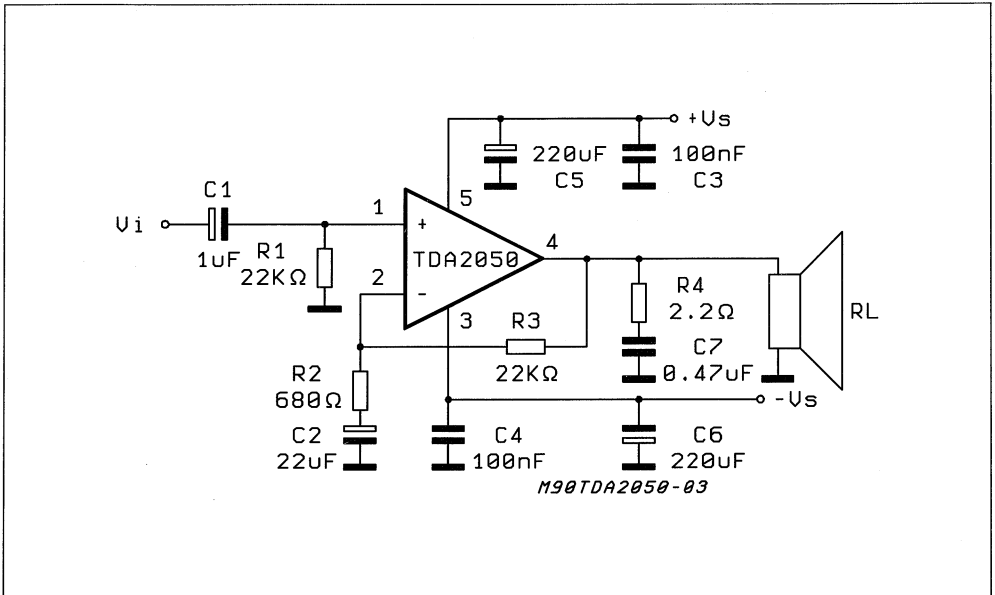 +Vs
220uF
C5
100nF
C3
5
C1
Vi
1uF
R1
22KΩ
1
+
TDA2050
4
2
-
3
R3
22KΩ
R4
2.2Ω
C7
0.47uF
RL
R2
680Ω
C2
22uF
C4
100nF
-Vs
C6
220uF
M90TDA2050-03